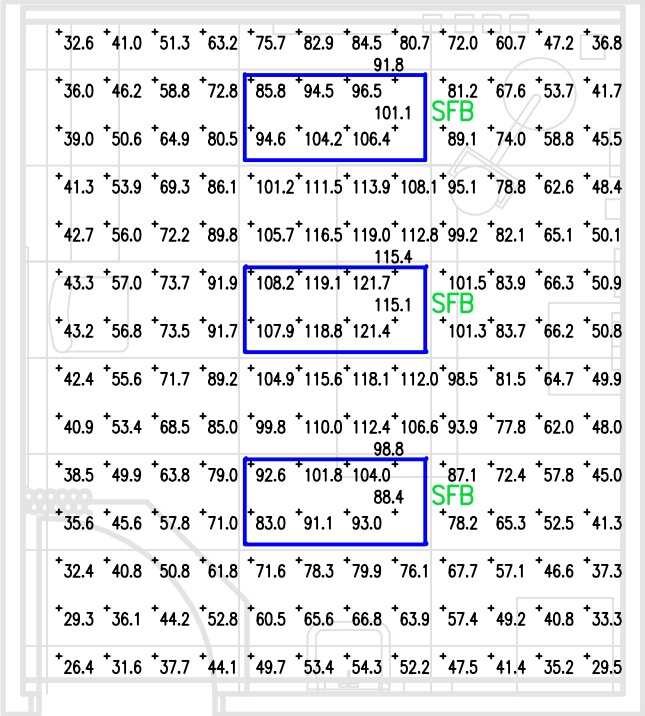 32.6 41.0 51.3 63.2 75.7 82.9 84.5 80.7 72.0 60.7 47.2 36.8
91.8
36.0 46.2 58.8 72.8 85.8 94.5 96.5 81.2 67.6 53.7 41.7
101.1 SFB
39.0 50.6 64.9 80.5 94.6 104.2 106.4 89.1 74.0 58.8 45.5
41.3 53.9 69.3 86.1 101.2 111.5 113.9 108.1 95.1 78.8 62.6 48.4
42.7 56.0 72.2 89.8 105.7 116.5 119.0 112.8 99.2 82.1 65.1 50.1
115.4
43.3 57.0 73.7 91.9 108.2 119.1 121.7 101.5 83.9 66.3 50.9
115.1 SFB
43.2 56.8 73.5 91.7 107.9 118.8 121.4 101.3 83.7 66.2 50.8
42.4 55.6 71.7 89.2 104.9 115.6 118.1 112.0 98.5 81.5 64.7 49.9
40.9 53.4 68.5 85.0 99.8 110.0 112.4 106.6 93.9 77.8 62.0 48.0
98.8
38.5 49.9 63.8 79.0 92.6 101.8 104.0 87.1 72.4 57.8 45.0
88.4 SFB
35.6 45.6 57.8 71.0 83.0 91.1 93.0 78.2 65.3 52.5 41.3
32.4 40.8 50.8 61.8 71.6 78.3 79.9 76.1 67.7 57.1 46.6 37.3
29.3 36.1 44.2 52.8 60.5 65.6 66.8 63.9 57.4 49.2 40.8 33.3
26.4 31.6 37.7 44.1 49.7 53.4 54.3 52.2 47.5 41.4 35.2 29.5